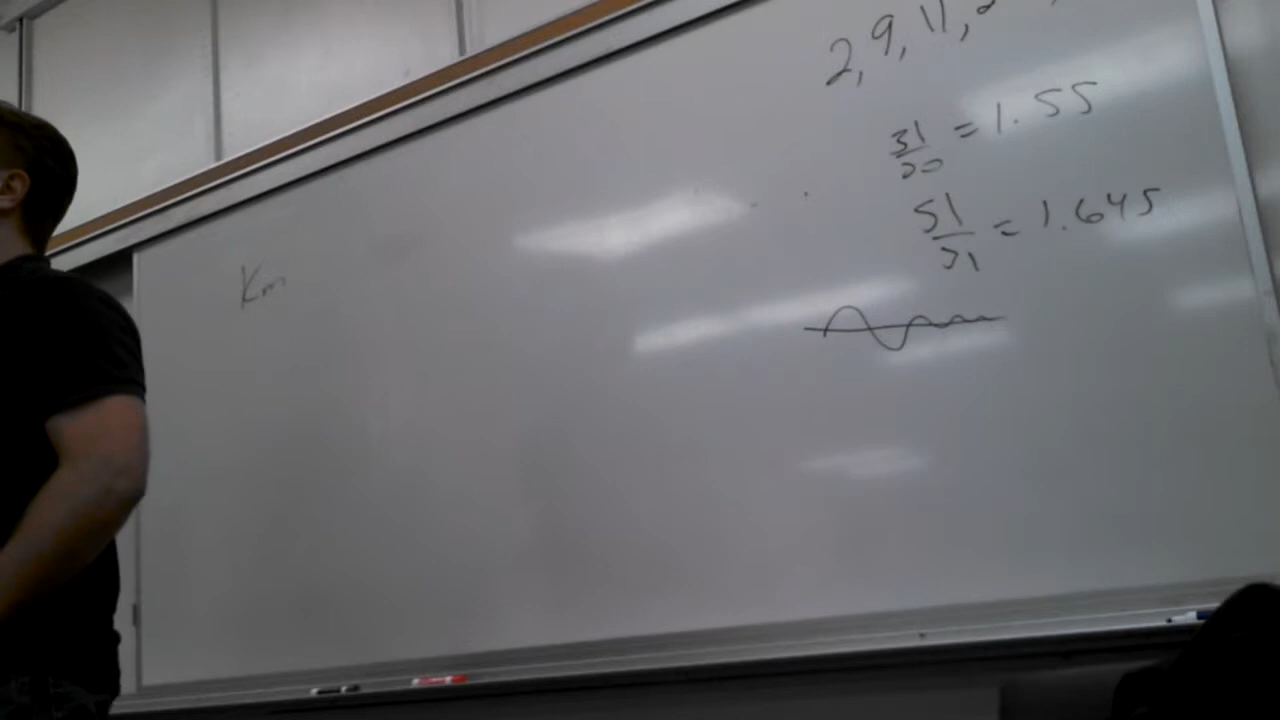 2, 9, 11,
31/20 = 1.55
51/31 = 1.645
Km